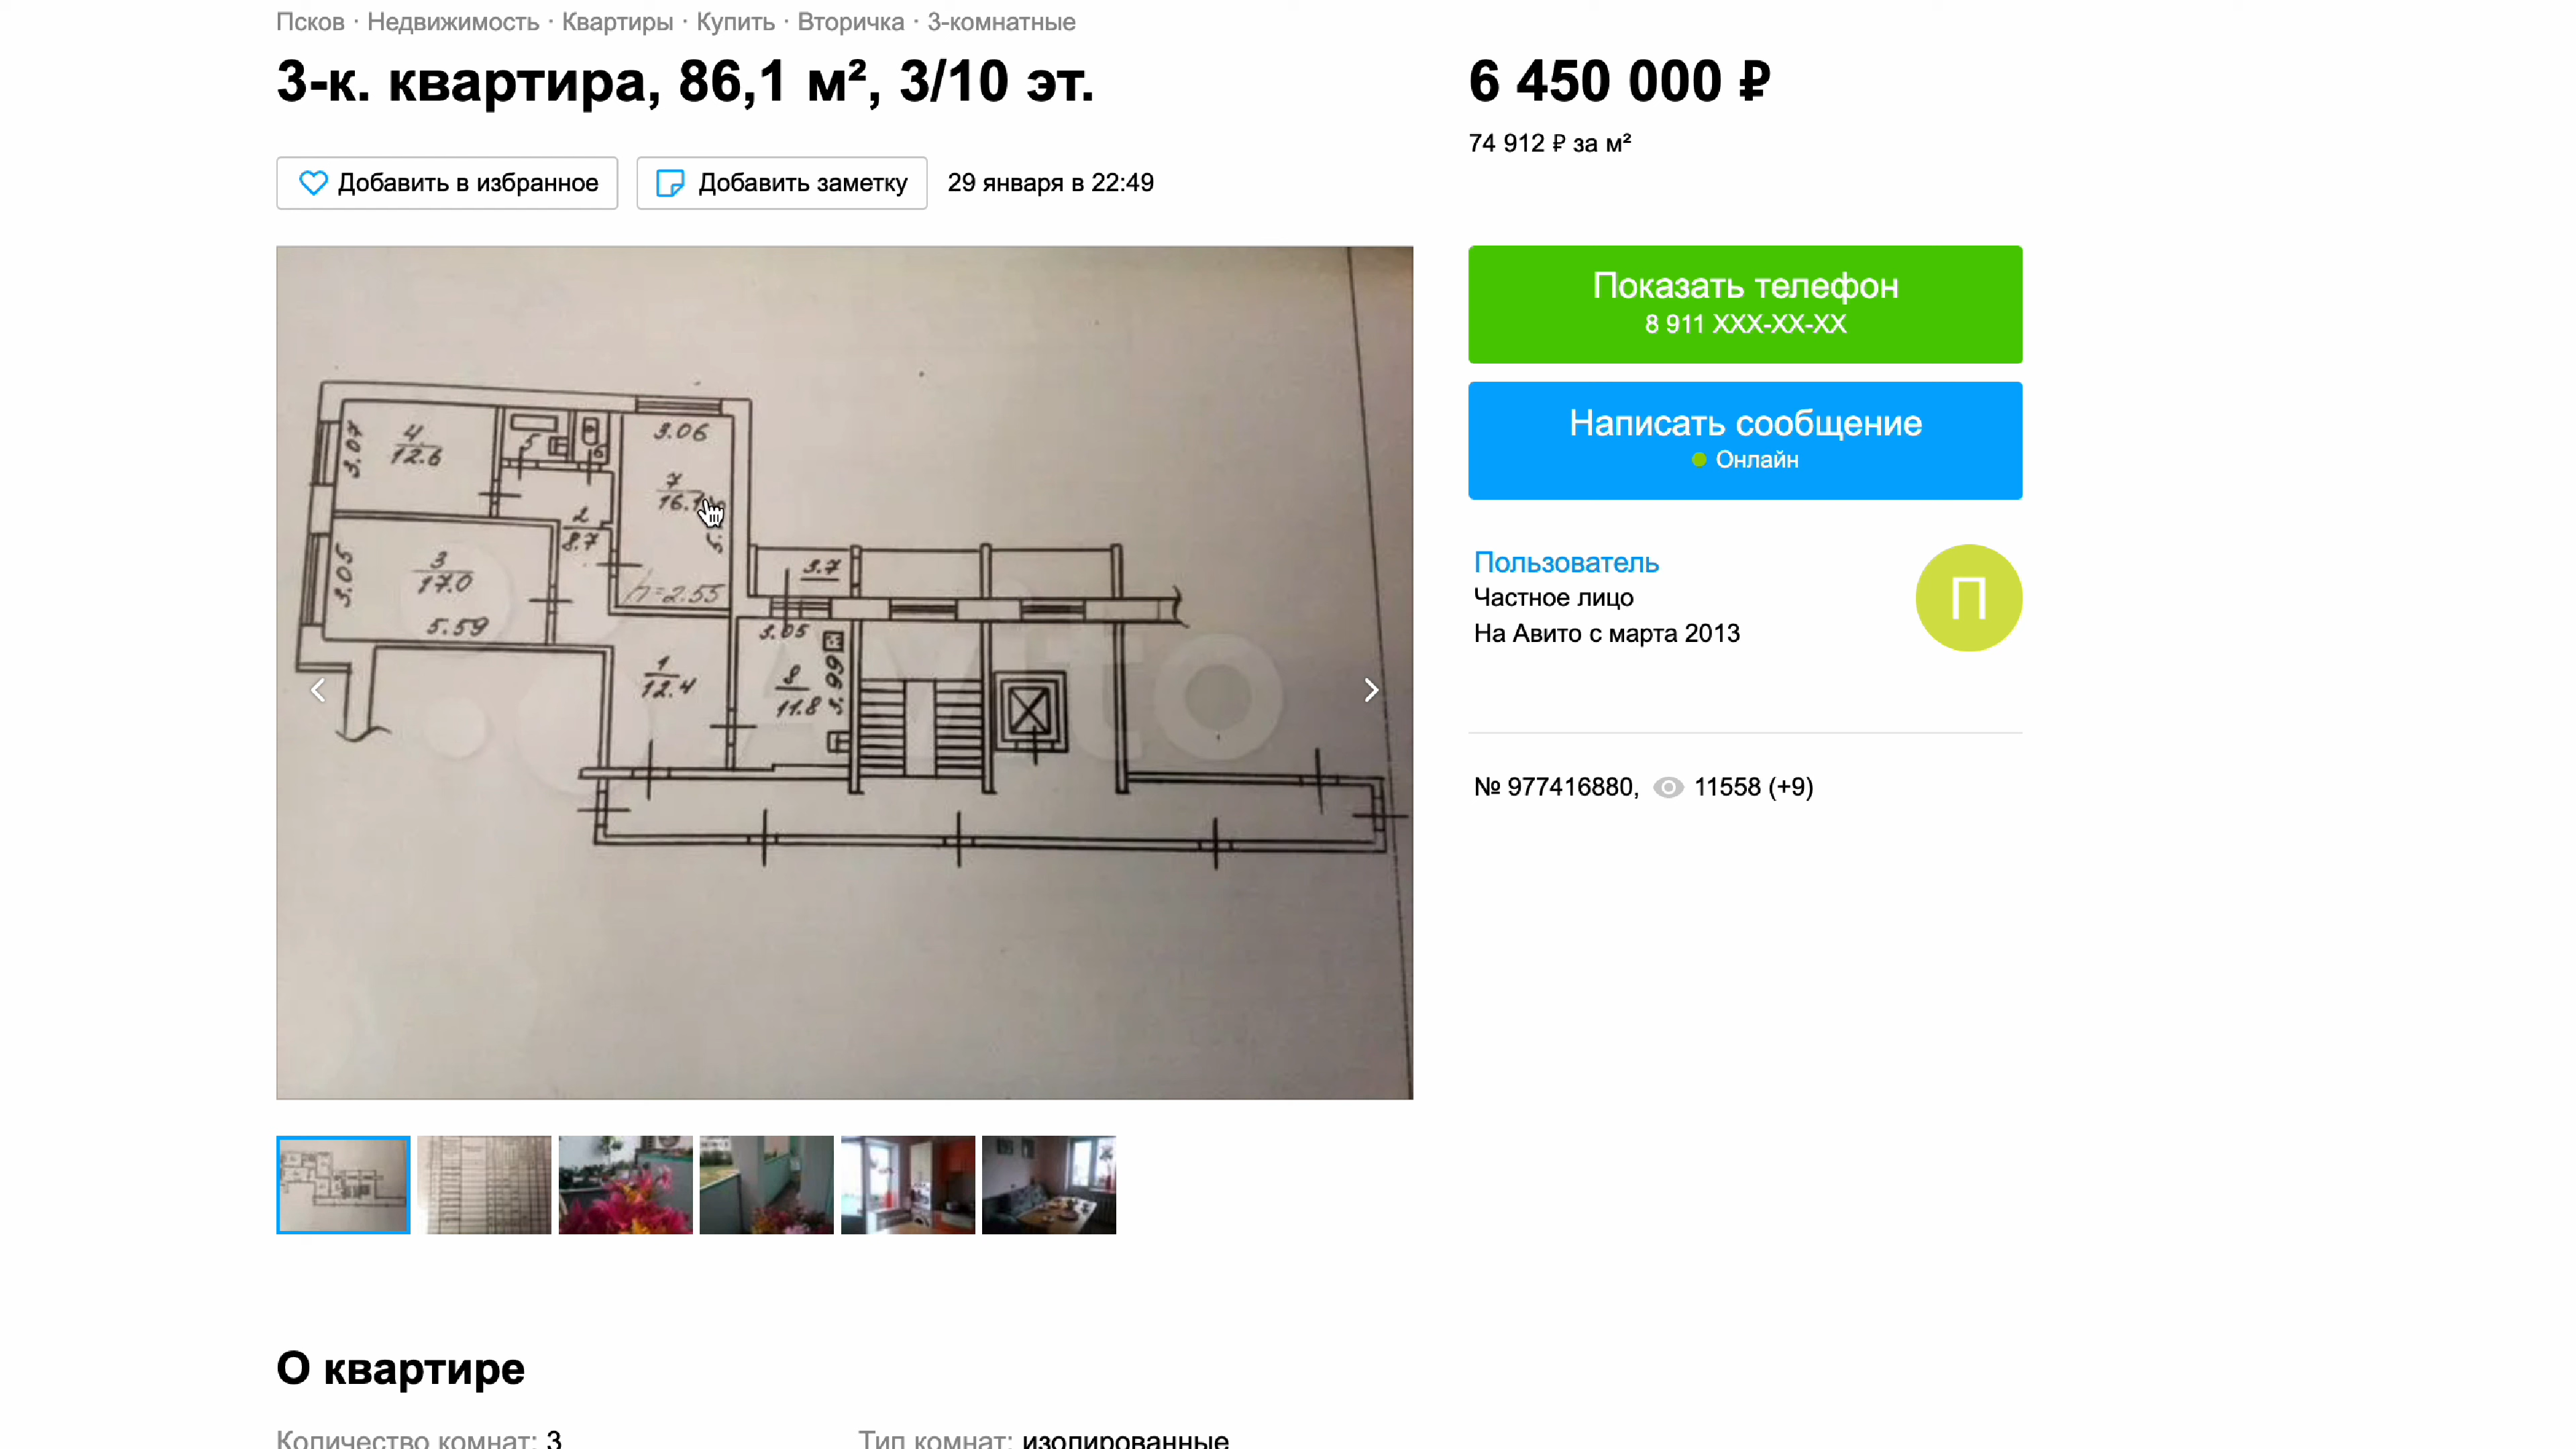 Псков · Недвижимость · Квартиры · Купить · Вторичка · 3-комнатные
3-к. квартира, 86,1 м², 3/10 эт.
6 450 000 ₽
74 912 ₽ за м²
Добавить в избранное
Добавить заметку
29 января в 22:49
Показать телефон
8 911 XXX-XX-XX
Написать сообщение
Онлайн
Пользователь
Частное лицо
На Авито с марта 2013
П
№ 977416880, 11558 (+9)
3.07
4
12.6
5
6
3.06
7
2
8.7
3.05
3
17.0
5.59
h=2.55
3.7
3.05
1
12.4
8
11.8
3.99
Avito
О квартире
Количество комнат: 3
Тип комнат: изолированные